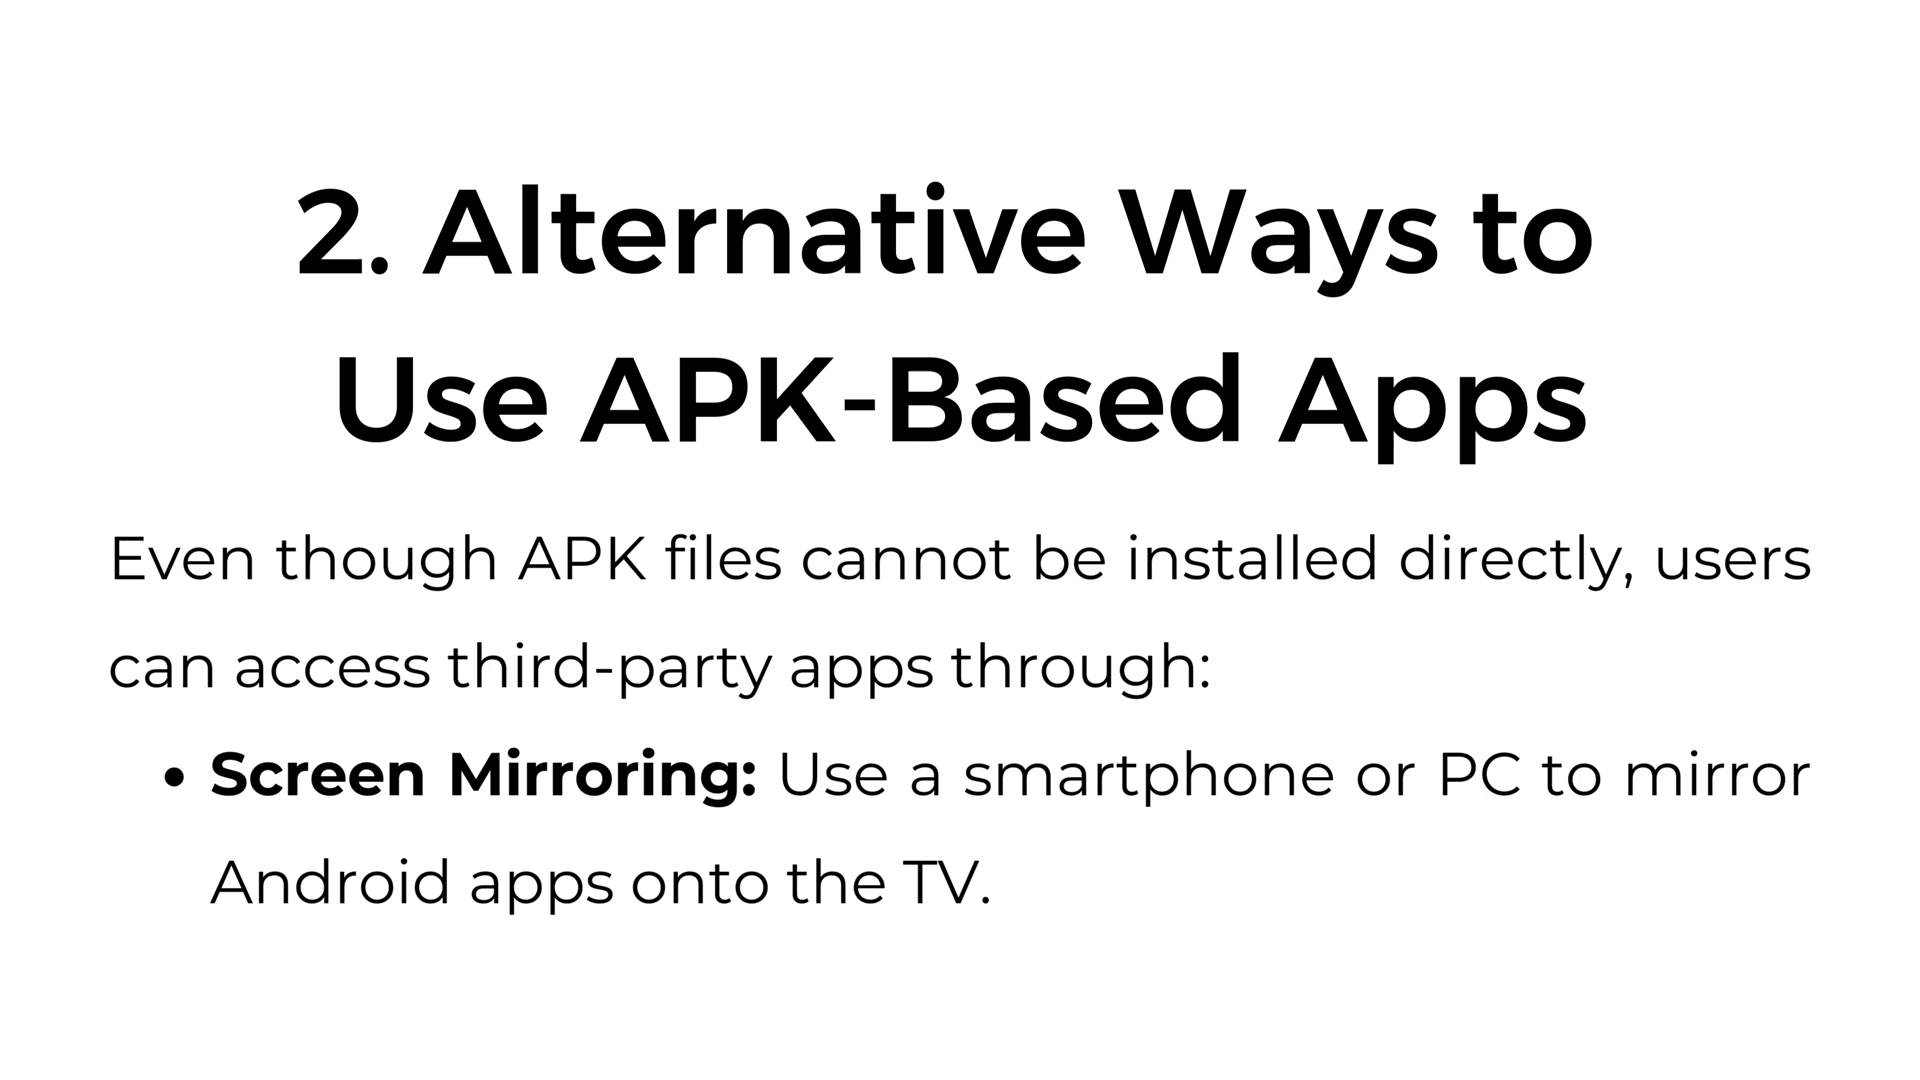 2. Alternative Ways to
Use APK-Based Apps
Even though APK files cannot be installed directly, users
can access third-party apps through:
• Screen Mirroring: Use a smartphone or PC to mirror
Android apps onto the TV.